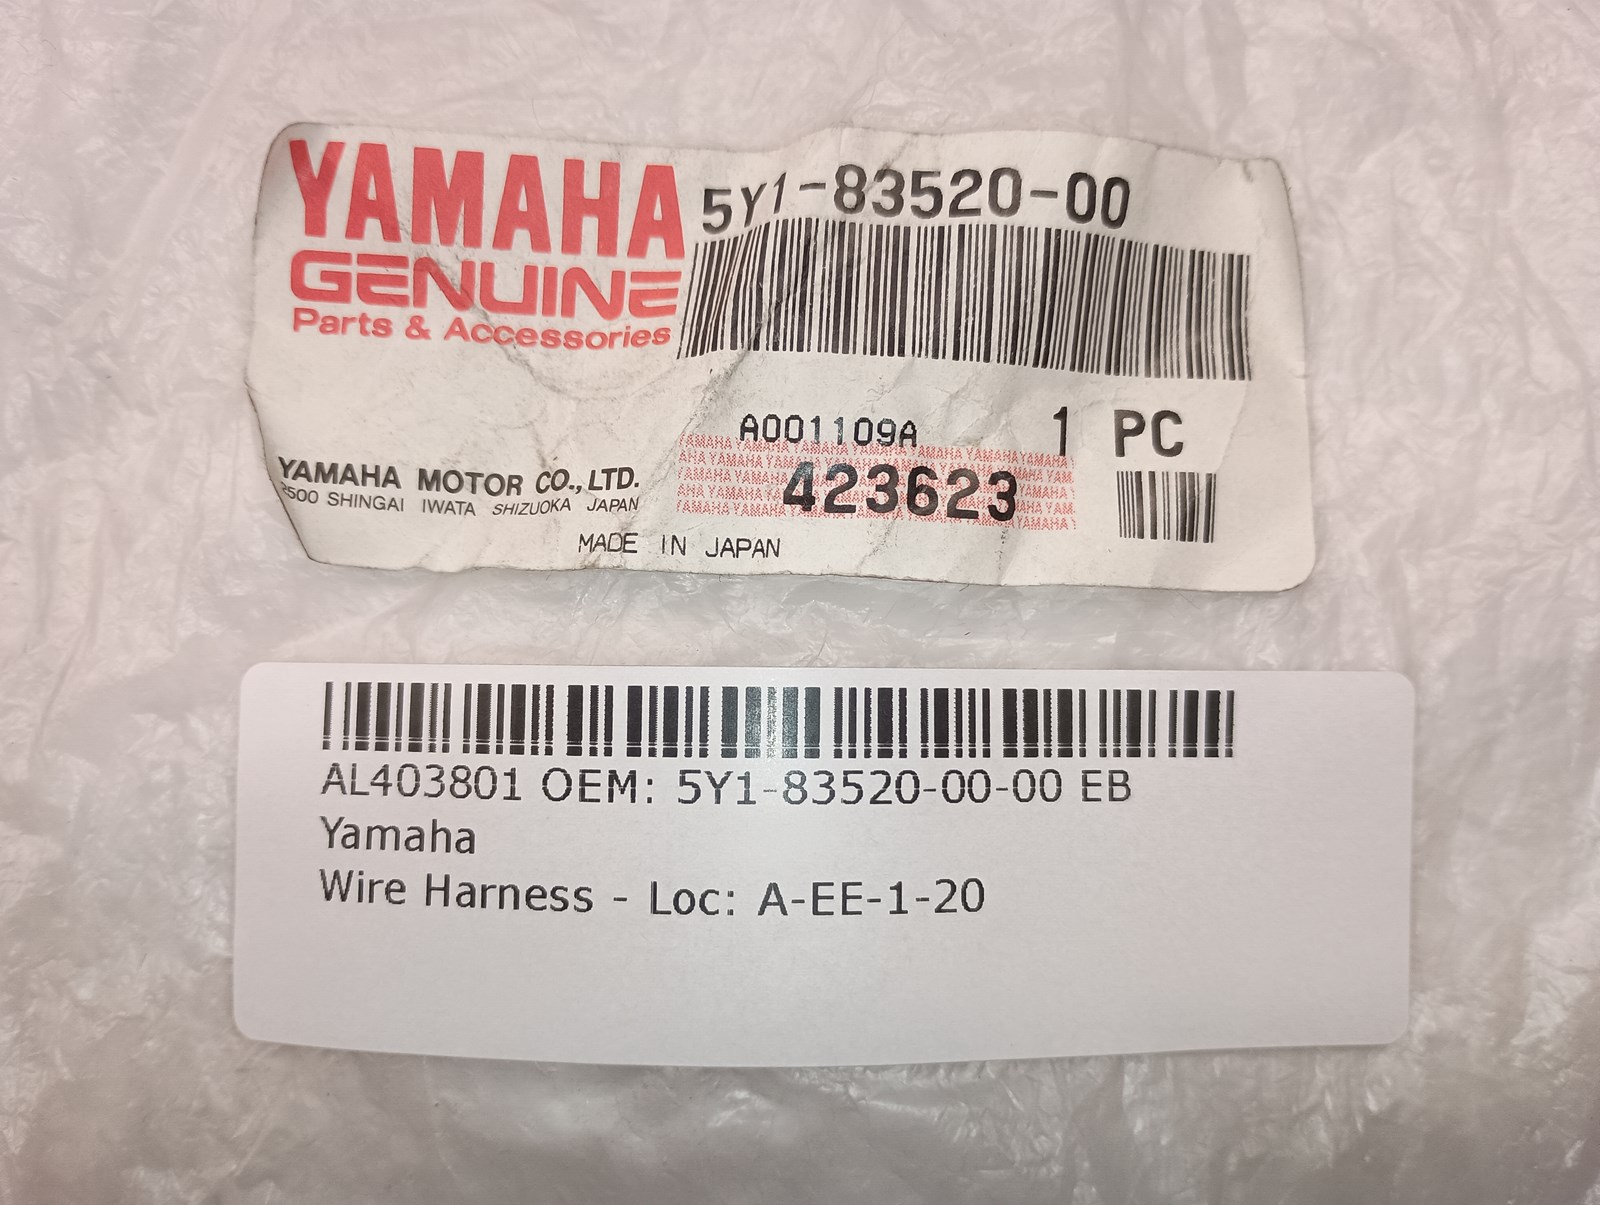 YAMAHA
GENUINE
Parts & Accessories
5Y1-83520-00
A001109A
1 PC
423623
YAMAHA MOTOR CO., LTD.
2500 SHINGAI IWATA SHIZUOKA JAPAN
MADE IN JAPAN
AL403801 OEM: 5Y1-83520-00-00 EB
Yamaha
Wire Harness - Loc: A-EE-1-20